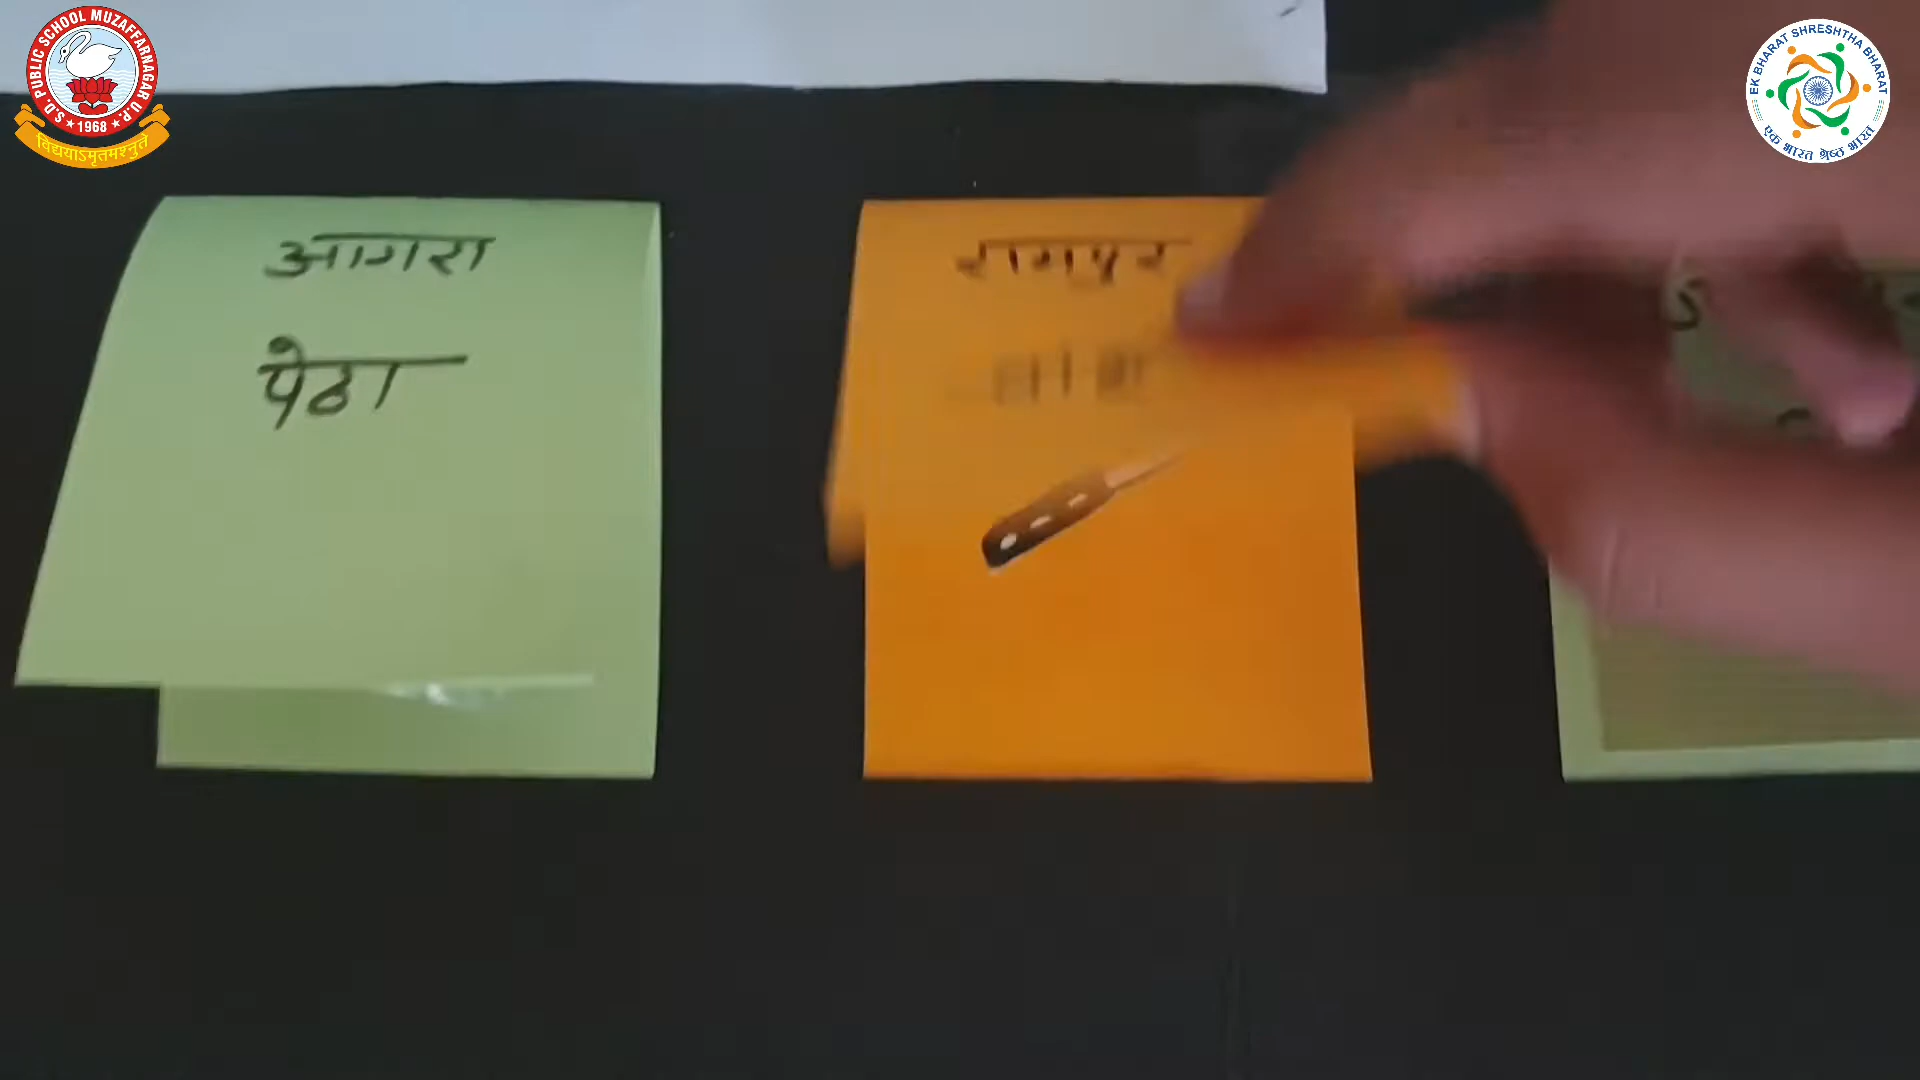 S.D. PUBLIC SCHOOL MUZAFFARNAGAR U.P.
★ 1968 ★
विद्ययाऽमृतमश्नुते
EK BHARAT SHRESHTHA BHARAT
एक भारत श्रेष्ठ भारत
आगरा
पेठा
रामपुर